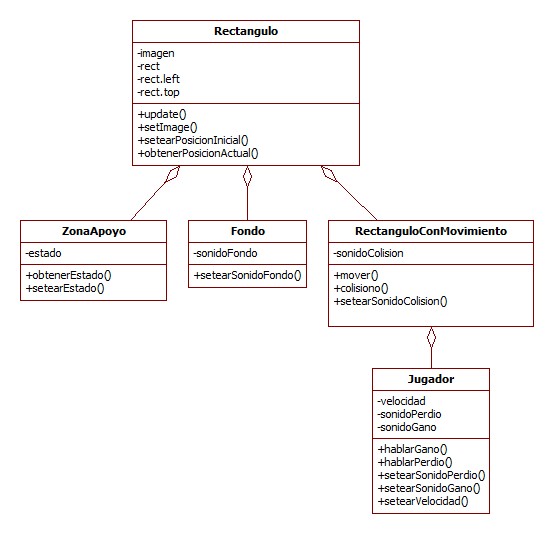 Rectangulo
-imagen
-rect
-rect.left
-rect.top
+update()
+setImage()
+setearPosicionInicial()
+obtenerPosicionActual()
ZonaApoyo
-estado
+obtenerEstado()
+setearEstado()
Fondo
-sonidoFondo
+setearSonidoFondo()
RectanguloConMovimiento
-sonidoColision
+mover()
+colisiono()
+setearSonidoColision()
Jugador
-velocidad
-sonidoPerdio
-sonidoGano
+hablarGano()
+hablarPerdio()
+setearSonidoPerdio()
+setearSonidoGano()
+setearVelocidad()